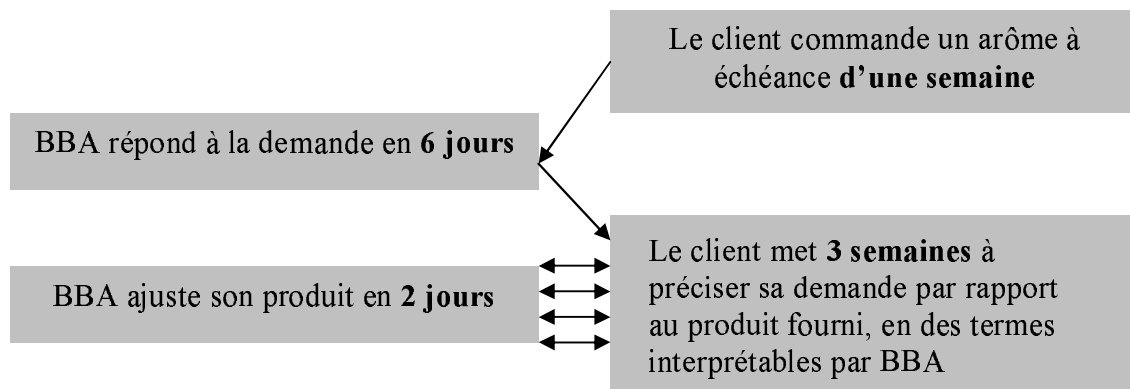 Le client commande un arôme à
échéance d’une semaine
BBA répond à la demande en 6 jours
Le client met 3 semaines à
préciser sa demande par rapport
au produit fourni, en des termes
interprétables par BBA
BBA ajuste son produit en 2 jours